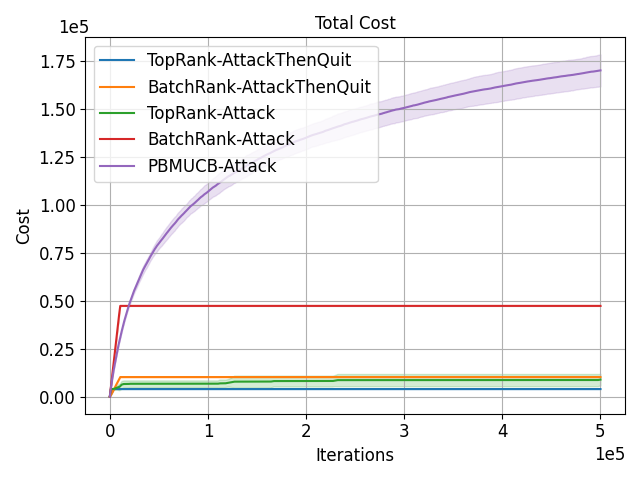 Total Cost
1e5
TopRank-AttackThenQuit
BatchRank-AttackThenQuit
TopRank-Attack
BatchRank-Attack
PBMUCB-Attack
1.75
1.50
1.25
1.00
0.75
0.50
0.25
0.00
Cost
0 1 2 3 4 5
Iterations
1e5